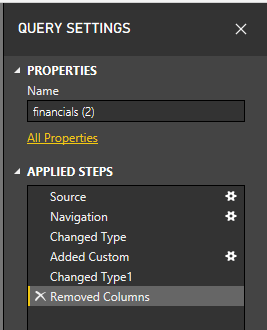 QUERY SETTINGS
PROPERTIES
Name
financials (2)
All Properties
APPLIED STEPS
Source
Navigation
Changed Type
Added Custom
Changed Type1
Removed Columns